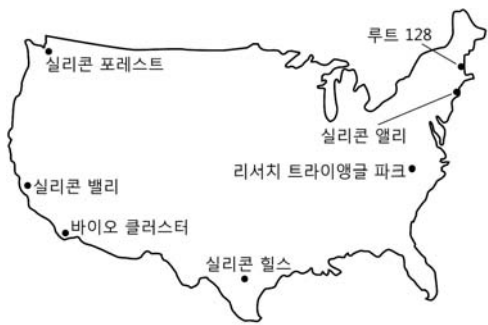 루트 128
실리콘 포레스트
실리콘 앨리
리서치 트라이앵글 파크
실리콘 밸리
바이오 클러스터
실리콘 힐스